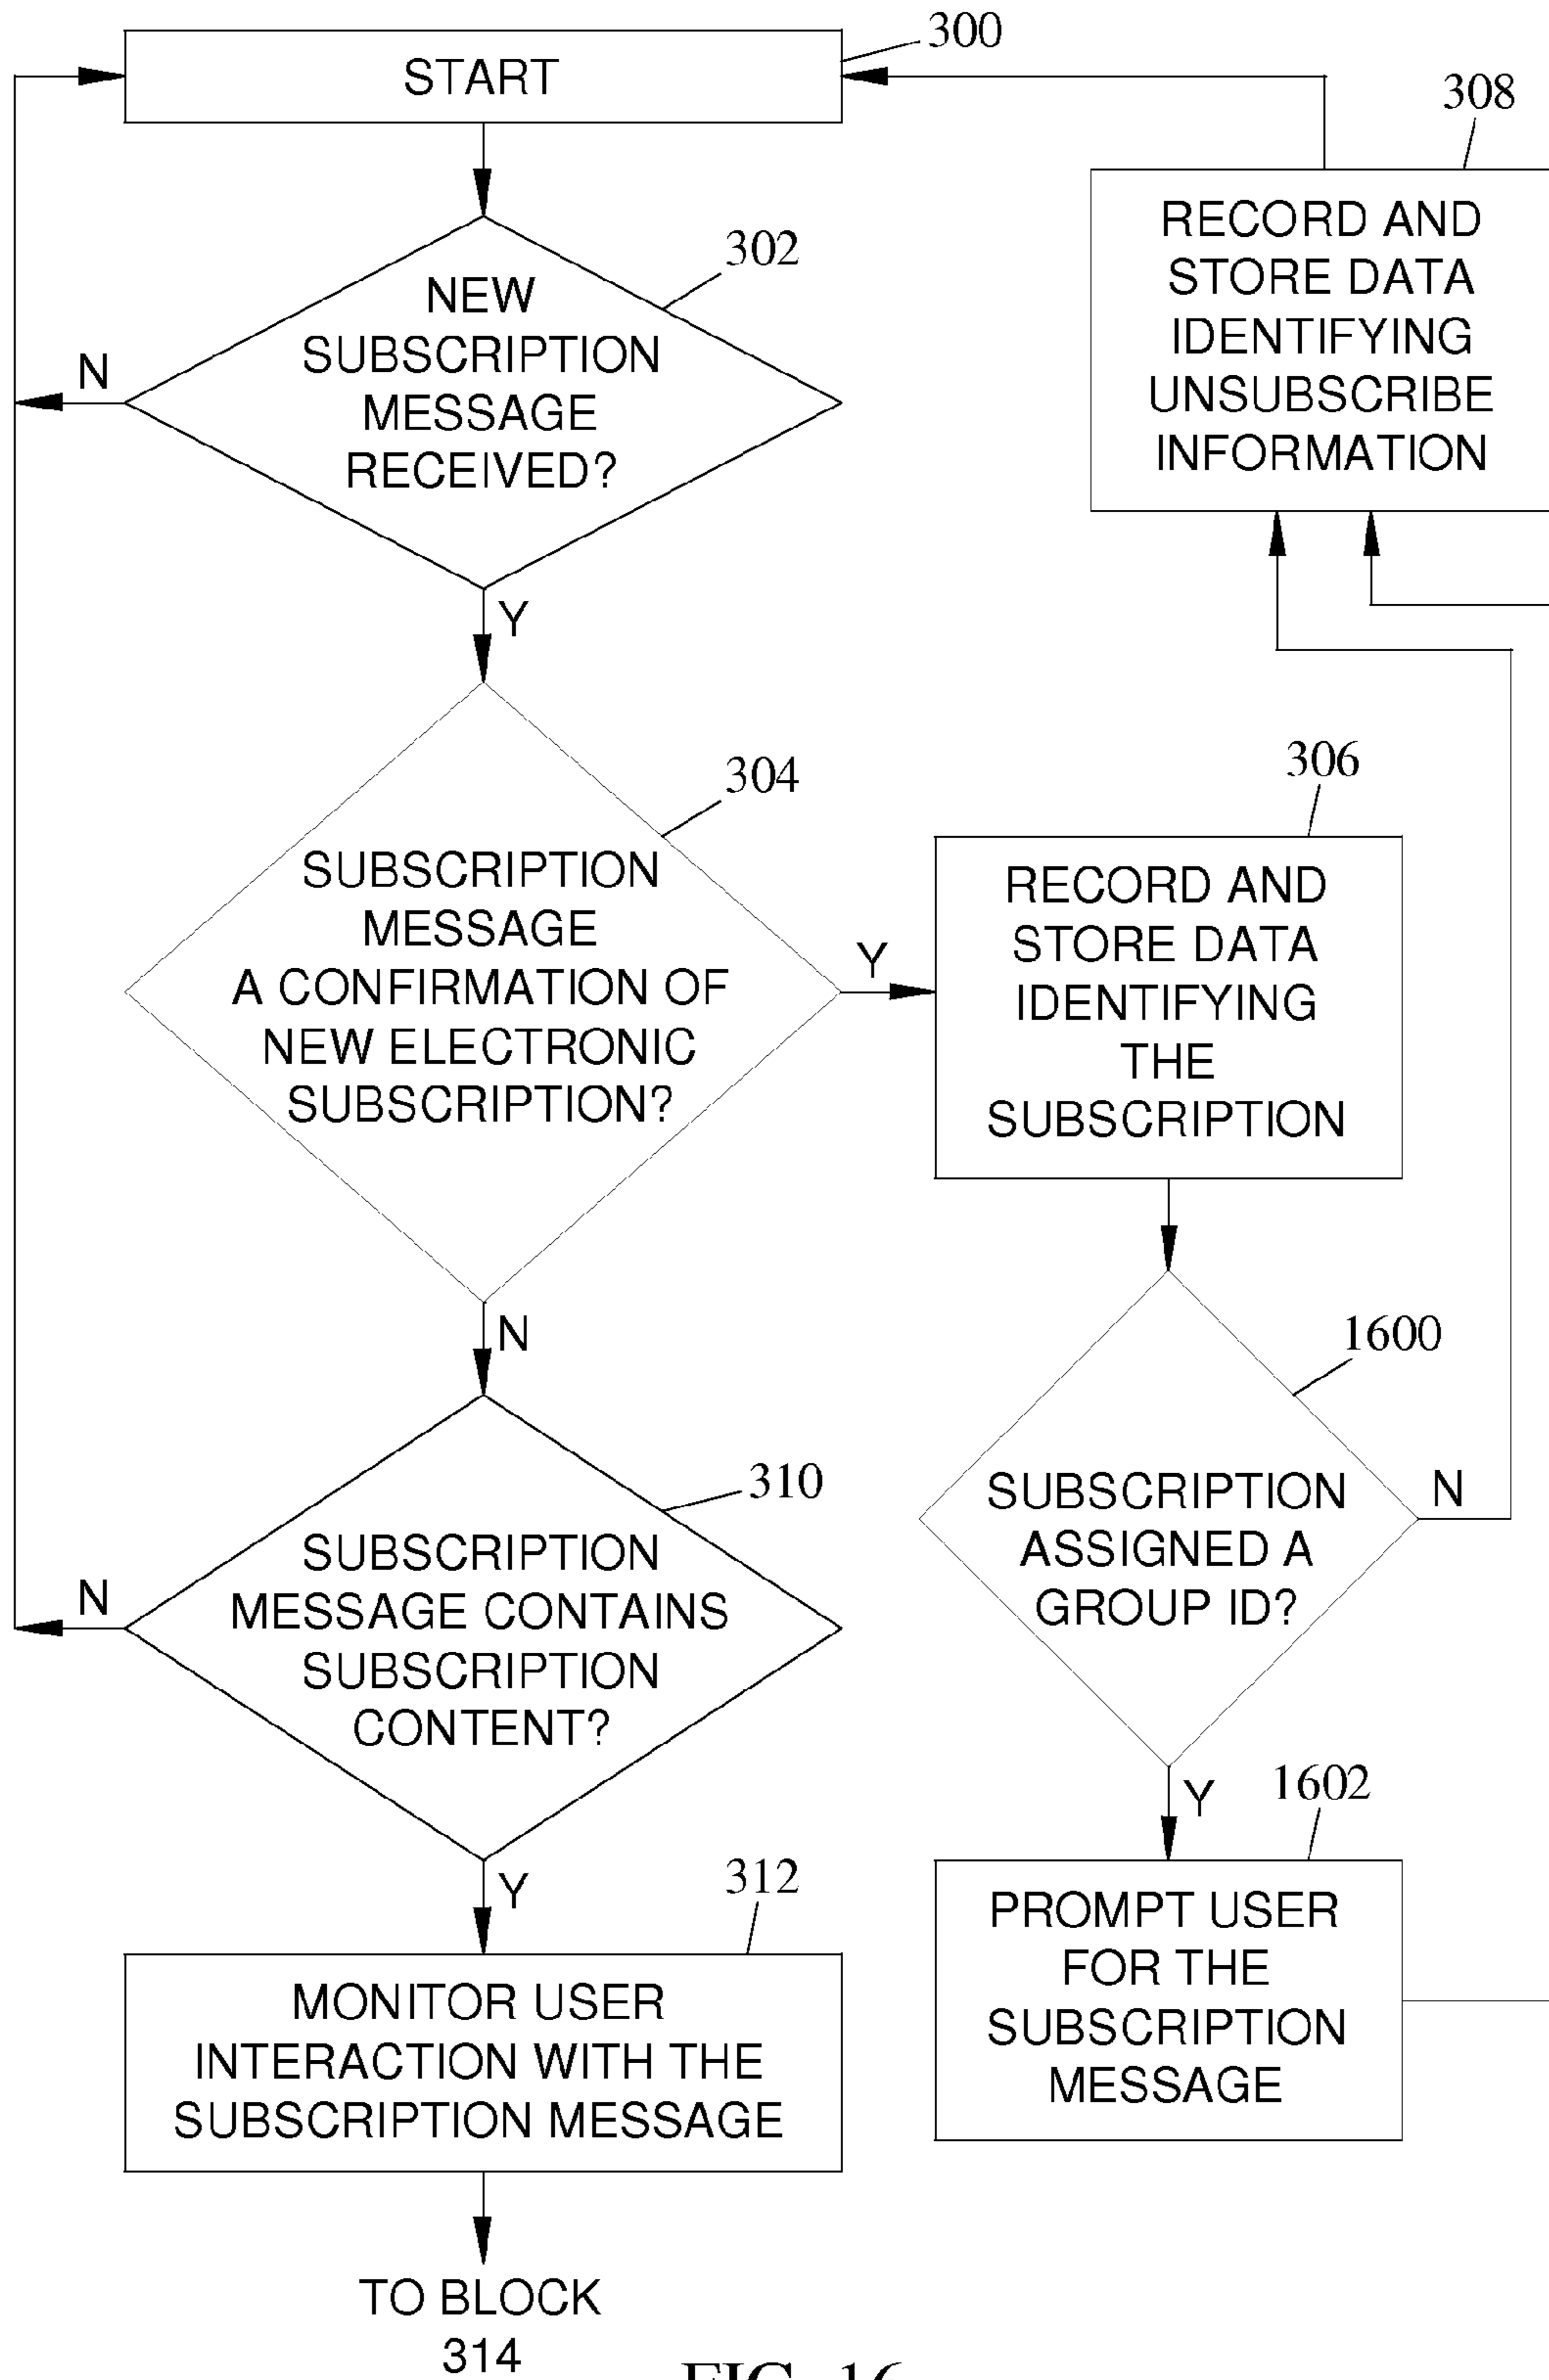 300
START
308
RECORD AND
STORE DATA
IDENTIFYING
UNSUBSCRIBE
INFORMATION
302
NEW
SUBSCRIPTION
MESSAGE
RECEIVED?
N
Y
304
SUBSCRIPTION
MESSAGE
A CONFIRMATION OF
NEW ELECTRONIC
SUBSCRIPTION?
Y
306
RECORD AND
STORE DATA
IDENTIFYING
THE
SUBSCRIPTION
N
1600
SUBSCRIPTION
ASSIGNED A
GROUP ID?
N
310
SUBSCRIPTION
MESSAGE CONTAINS
SUBSCRIPTION
CONTENT?
N
Y
Y
1602
PROMPT USER
FOR THE
SUBSCRIPTION
MESSAGE
312
MONITOR USER
INTERACTION WITH THE
SUBSCRIPTION MESSAGE
TO BLOCK
314
FIG. 16